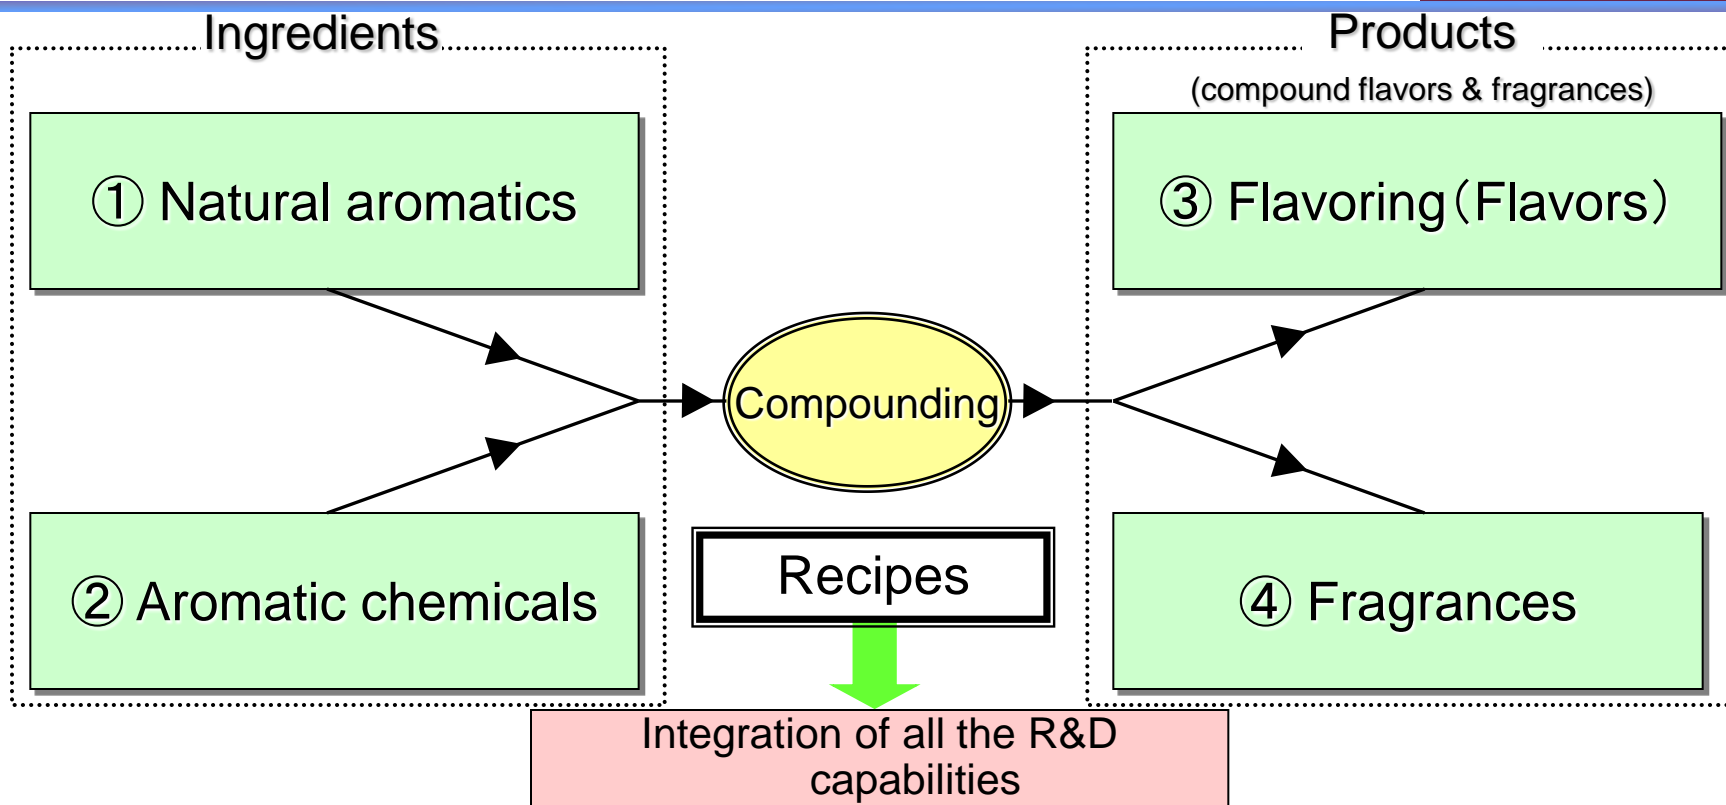 Ingredients
Products
(compound flavors & fragrances)
① Natural aromatics
③ Flavoring（Flavors）
Compounding
Recipes
② Aromatic chemicals
④ Fragrances
Integration of all the R&D
capabilities